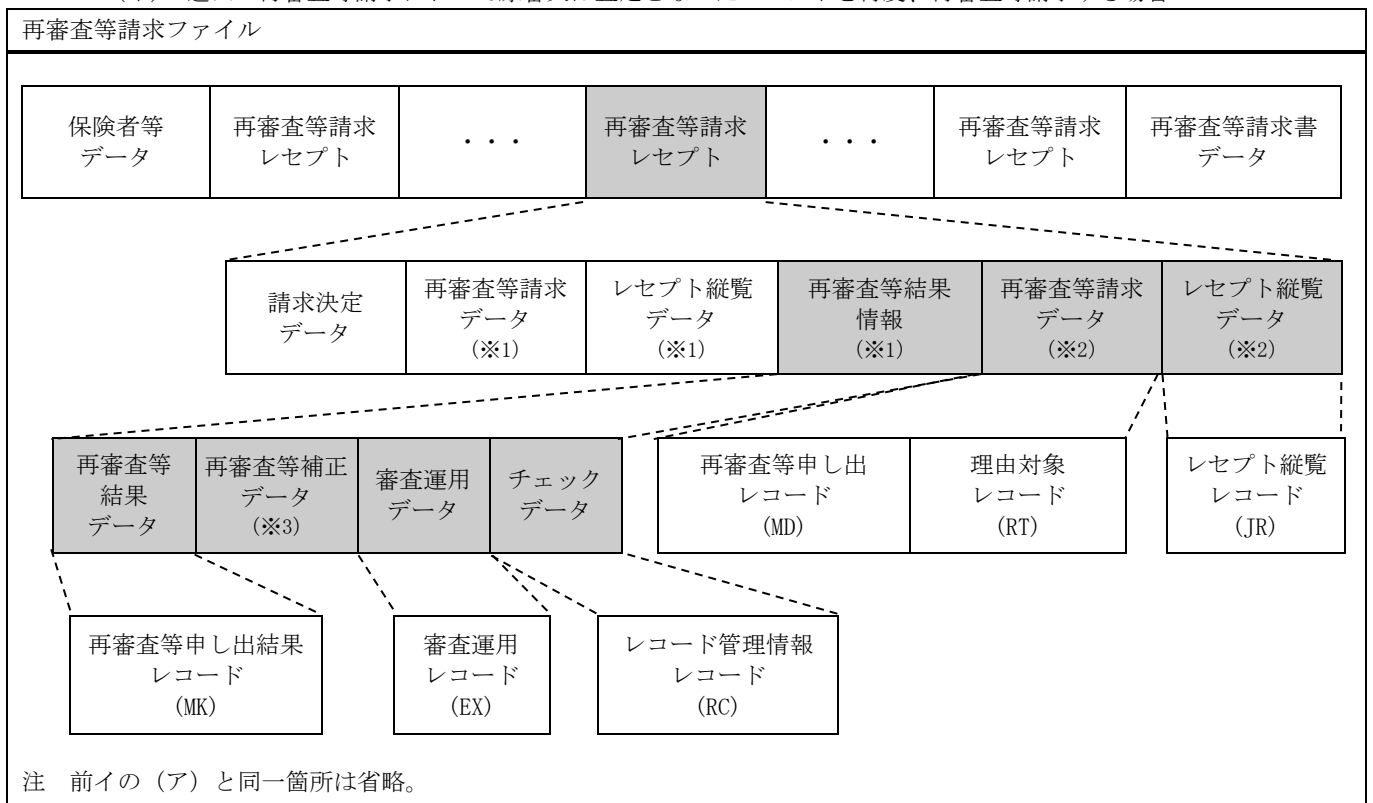 再審査等請求ファイル
保険者等
データ
再審査等請求
レセプト
・・・
再審査等請求
レセプト
・・・
再審査等請求
レセプト
再審査等請求書
データ
請求決定
データ
再審査等請求
データ
(※1)
レセプト縦覧
データ
(※1)
再審査等結果
情報
(※1)
再審査等請求
データ
(※2)
レセプト縦覧
データ
(※2)
再審査等
結果
データ
再審査等補正
データ
(※3)
審査運用
データ
チェック
データ
再審査等申し出
レコード
(MD)
理由対象
レコード
(RT)
レセプト縦覧
レコード
(JR)
再審査等申し出結果
レコード
(MK)
審査運用
レコード
(EX)
レコード管理情報
レコード
(RC)
注　前イの（ア）と同一箇所は省略。